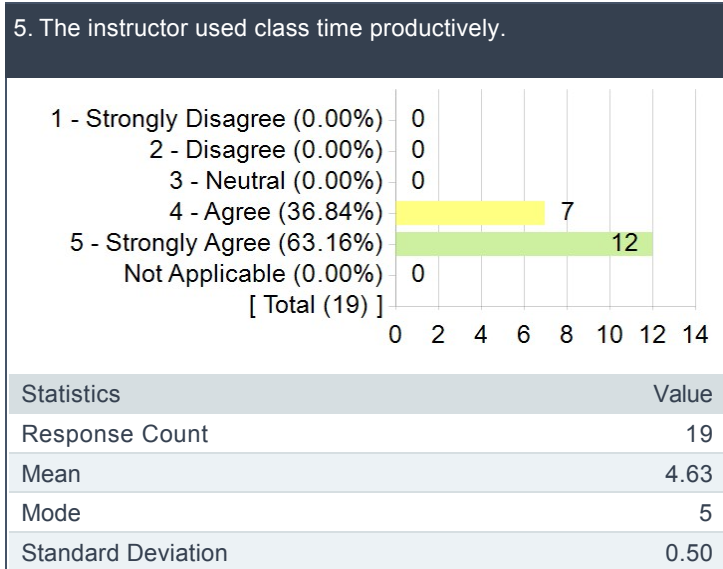 5. The instructor used class time productively.
1 - Strongly Disagree (0.00%) 0
2 - Disagree (0.00%) 0
3 - Neutral (0.00%) 0
4 - Agree (36.84%) 7
5 - Strongly Agree (63.16%) 12
Not Applicable (0.00%) 0
[ Total (19) ]
0 2 4 6 8 10 12 14
Statistics Value
Response Count 19
Mean 4.63
Mode 5
Standard Deviation 0.50